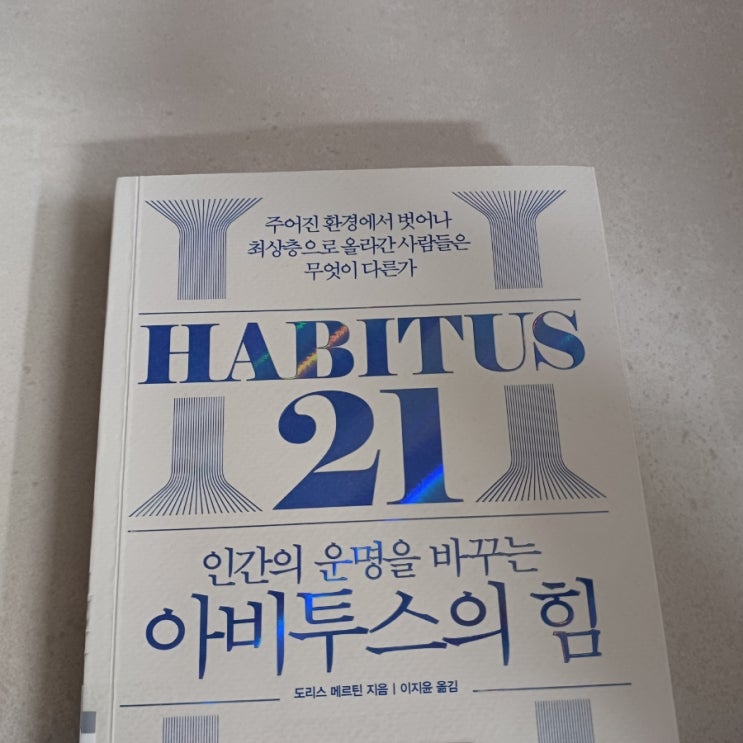 주어진 환경에서 벗어나
최상층으로 올라간 사람들은
무엇이 다른가
HABITUS
21
인간의 운명을 바꾸는
아비투스의 힘
도리스 메르틴 지음 | 이지윤 옮김